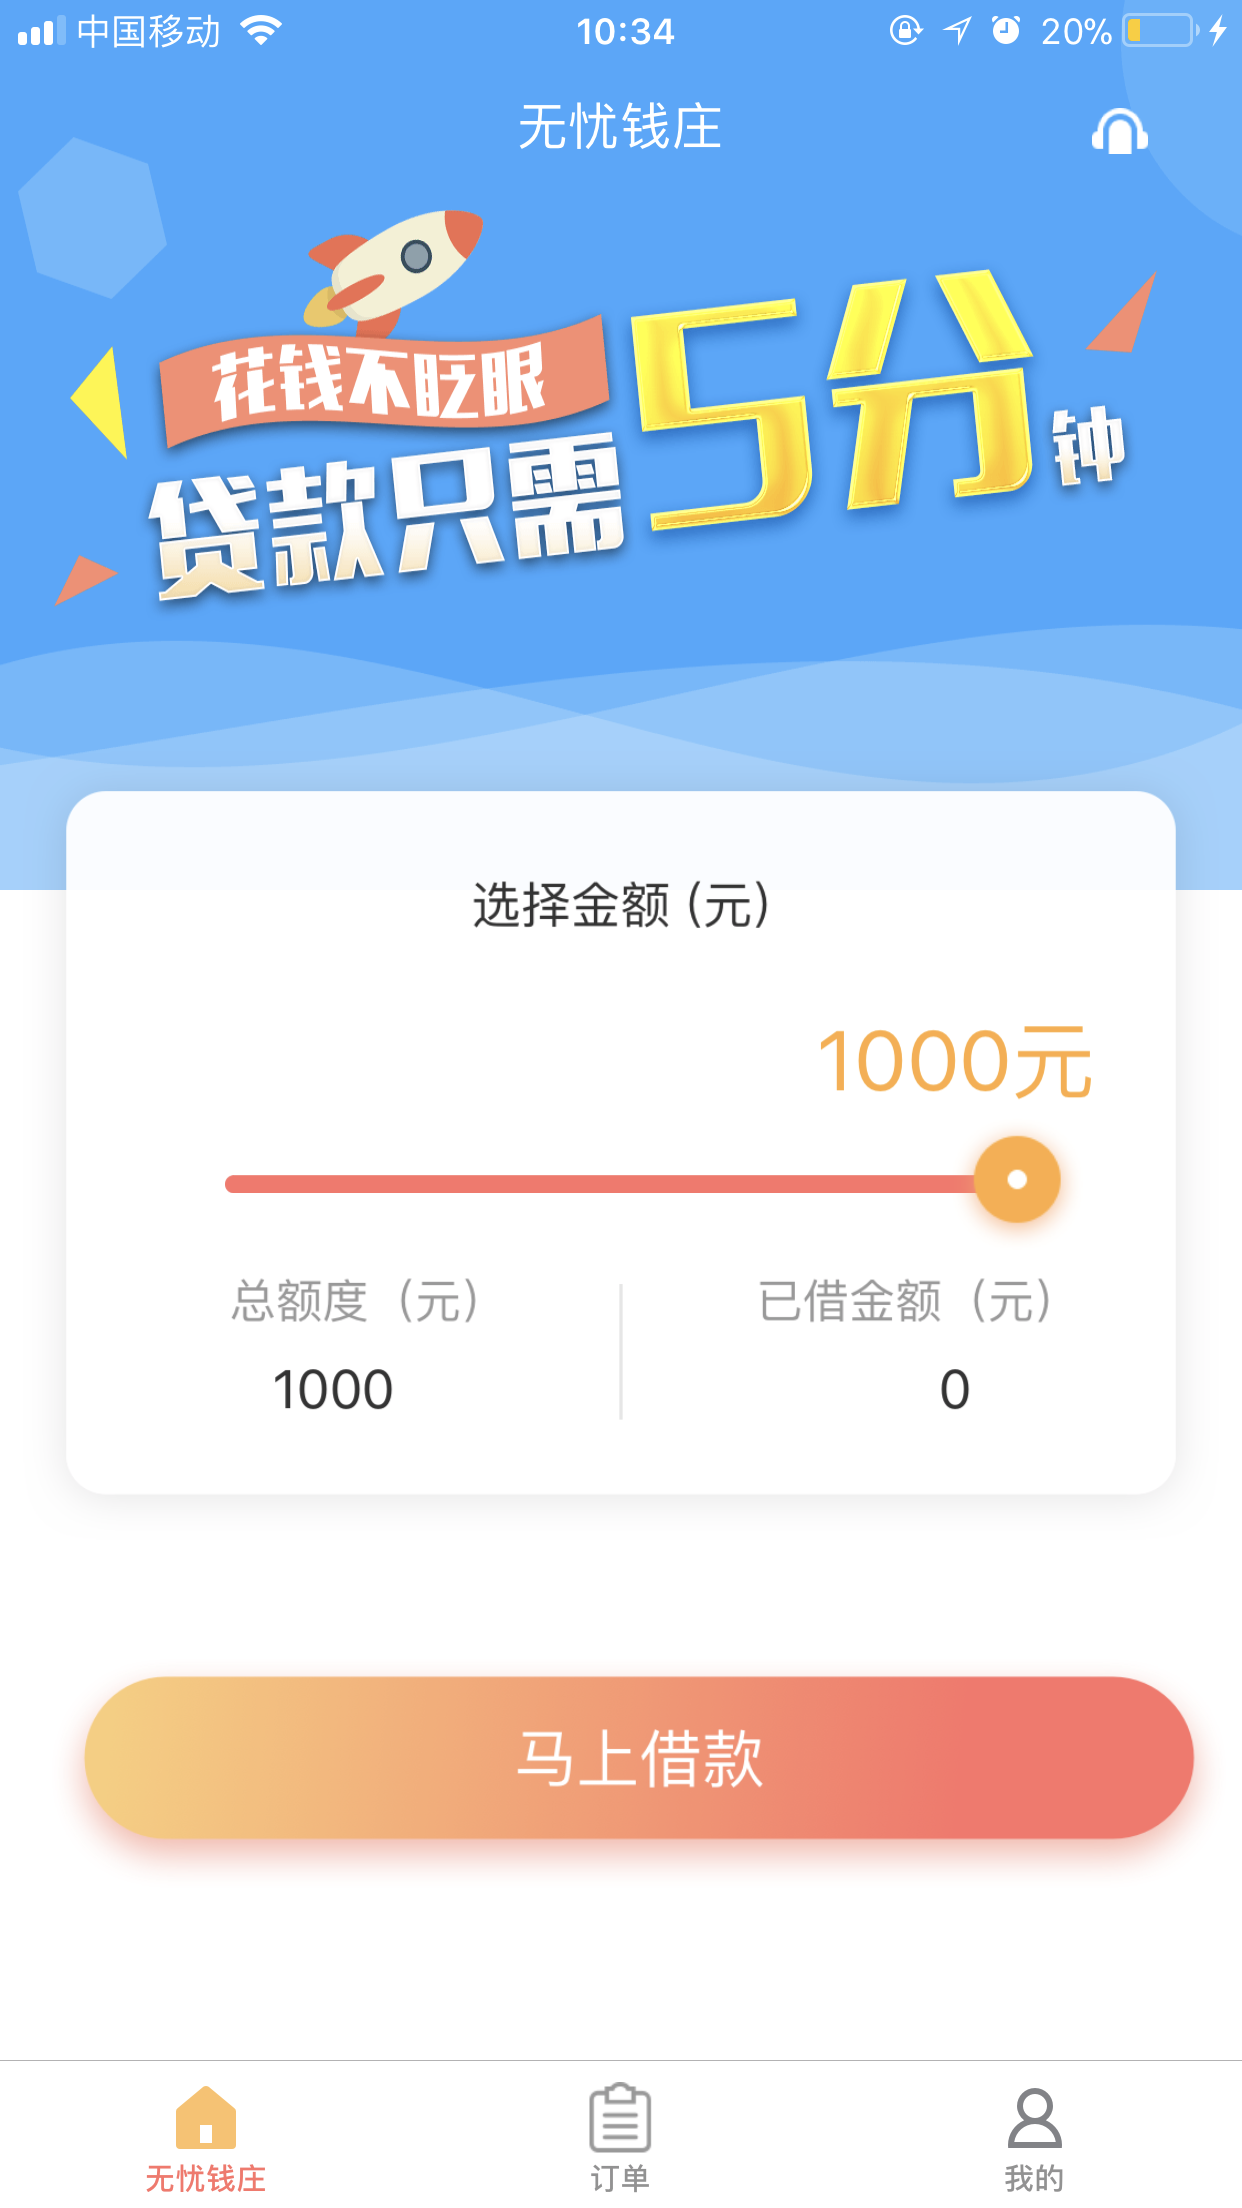 中国移动 10:34 20%
无忧钱庄
花钱不眨眼
贷款只需5分钟
选择金额 (元)
1000元
总额度（元） 已借金额（元）
1000 0
马上借款
无忧钱庄 订单 我的